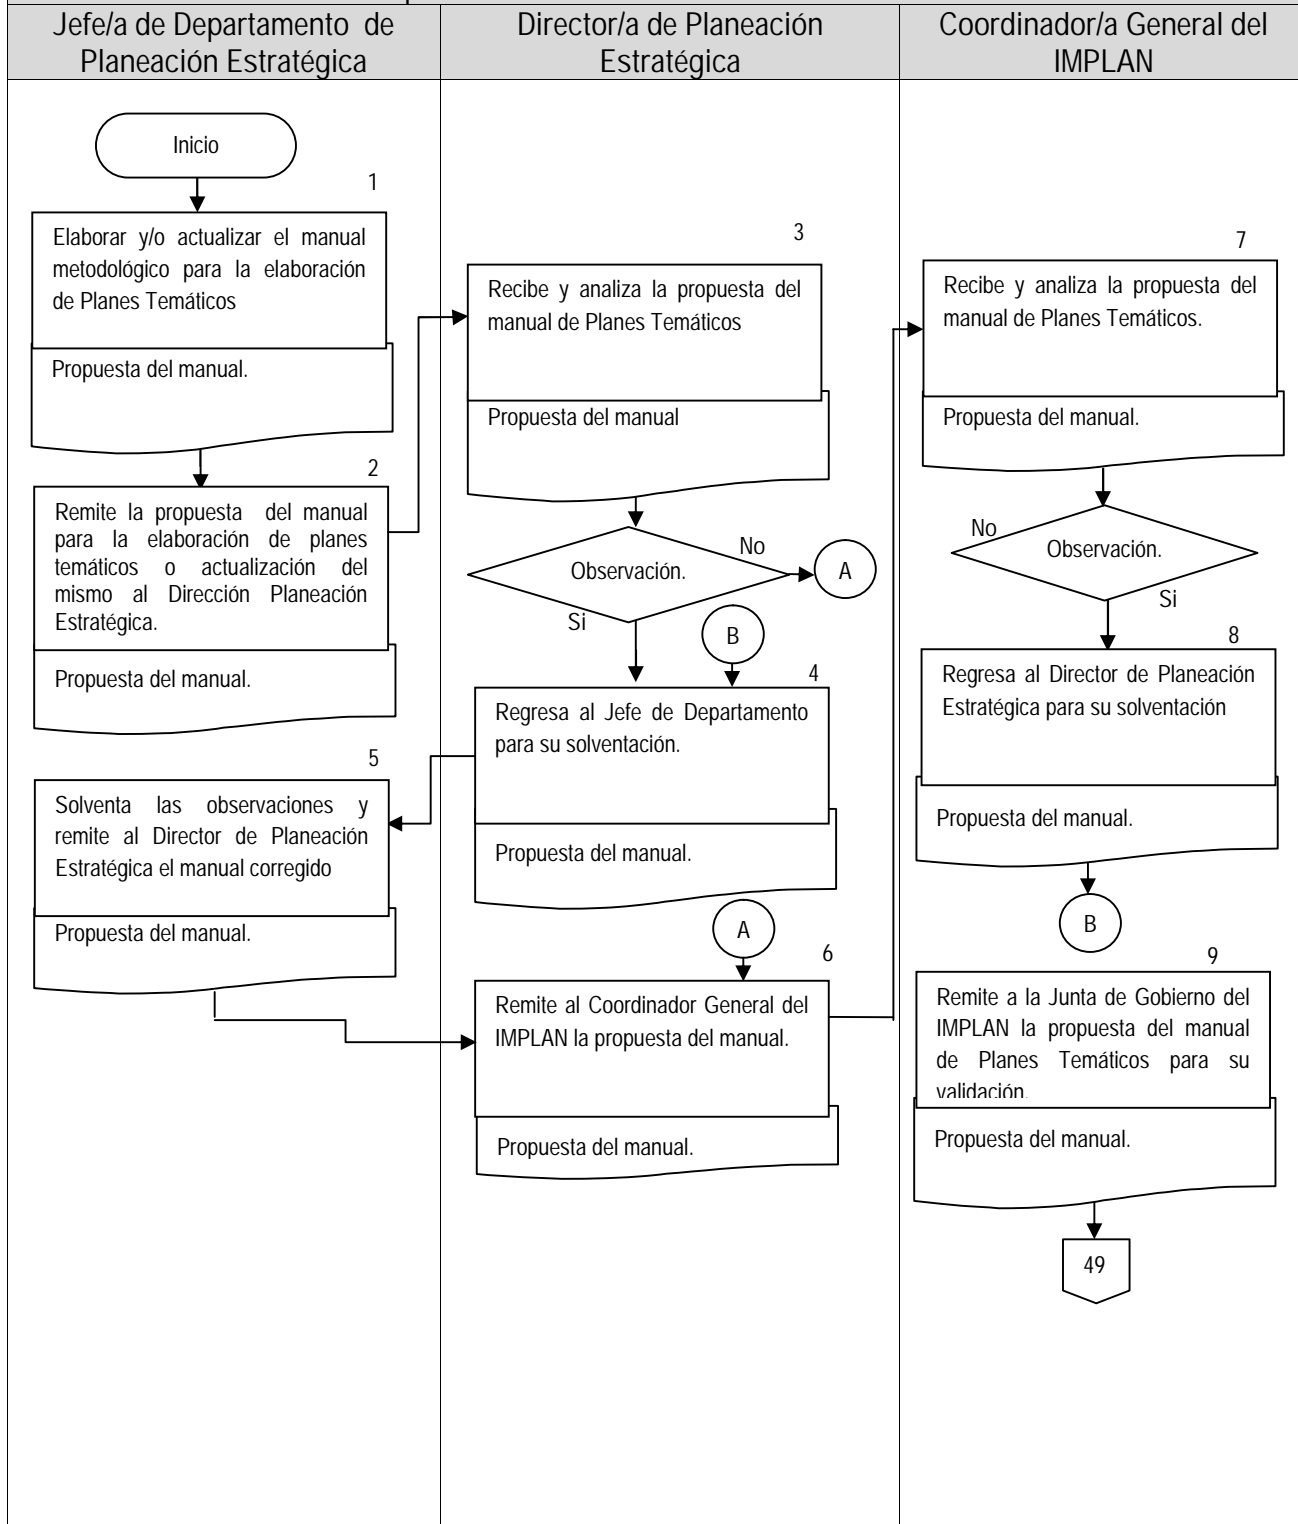 Jefe/a de Departamento de
Planeación Estratégica
Director/a de Planeación
Estratégica
Coordinador/a General del
IMPLAN
Inicio
1
Elaborar y/o actualizar el manual
metodológico para la elaboración
de Planes Temáticos
Propuesta del manual.
2
Remite la propuesta del manual
para la elaboración de planes
temáticos o actualización del
mismo al Dirección Planeación
Estratégica.
Propuesta del manual.
5
Solventa las observaciones y
remite al Director de Planeación
Estratégica el manual corregido
Propuesta del manual.
3
Recibe y analiza la propuesta del
manual de Planes Temáticos
Propuesta del manual
Observación.
No
A
Si
B
4
Regresa al Jefe de Departamento
para su solventación.
Propuesta del manual.
A
6
Remite al Coordinador General del
IMPLAN la propuesta del manual.
Propuesta del manual.
7
Recibe y analiza la propuesta del
manual de Planes Temáticos.
Propuesta del manual.
No
Observación.
Si
8
Regresa al Director de Planeación
Estratégica para su solventación
Propuesta del manual.
B
9
Remite a la Junta de Gobierno del
IMPLAN la propuesta del manual
de Planes Temáticos para su
validación.
Propuesta del manual.
49